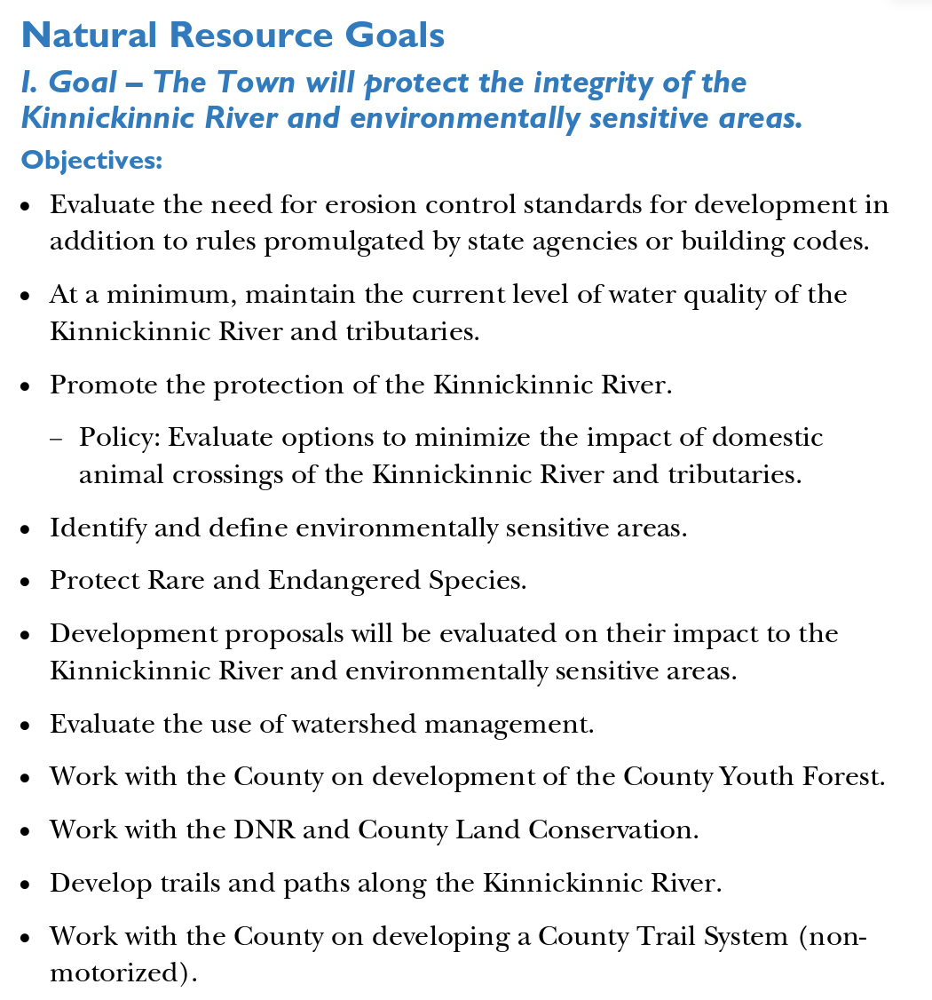 Natural Resource Goals
1. Goal – The Town will protect the integrity of the
Kinnickinnic River and environmentally sensitive areas.
Objectives:
• Evaluate the need for erosion control standards for development in
addition to rules promulgated by state agencies or building codes.
• At a minimum, maintain the current level of water quality of the
Kinnickinnic River and tributaries.
• Promote the protection of the Kinnickinnic River.
– Policy: Evaluate options to minimize the impact of domestic
animal crossings of the Kinnickinnic River and tributaries.
• Identify and define environmentally sensitive areas.
• Protect Rare and Endangered Species.
• Development proposals will be evaluated on their impact to the
Kinnickinnic River and environmentally sensitive areas.
• Evaluate the use of watershed management.
• Work with the County on development of the County Youth Forest.
• Work with the DNR and County Land Conservation.
• Develop trails and paths along the Kinnickinnic River.
• Work with the County on developing a County Trail System (non-
motorized).